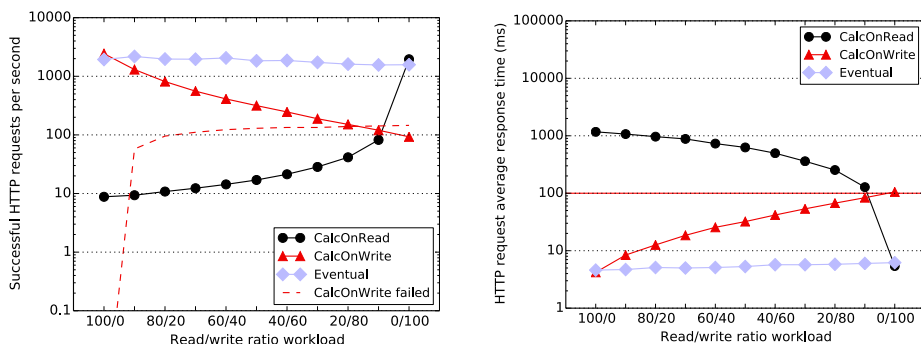 Successful HTTP requests per second
10000
1000
100
10
1
0.1
CalcOnRead
CalcOnWrite
Eventual
CalcOnWrite failed
100/0 80/20 60/40 40/60 20/80 0/100
Read/write ratio workload
HTTP request average response time (ms)
100000
10000
1000
100
10
1
CalcOnRead
CalcOnWrite
Eventual
100/0 80/20 60/40 40/60 20/80 0/100
Read/write ratio workload